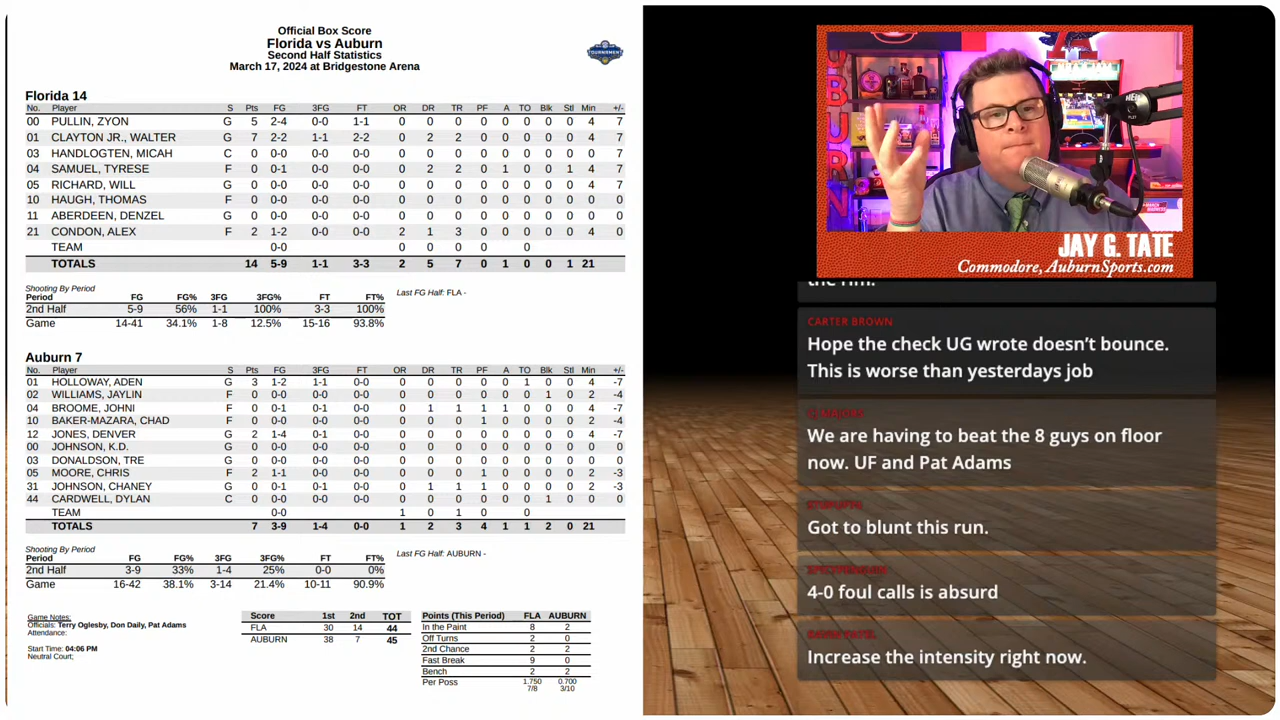 Official Box Score
Florida vs Auburn
Second Half Statistics
March 17, 2024 at Bridgestone Arena
TOURNAMENT
Florida 14
No. Player S Pts FG 3FG FT OR DR TR PF A TO Blk Stl Min +/-
00 PULLIN, ZYON G 5 2-4 0-0 1-1 0 0 0 0 0 0 0 0 4 7
01 CLAYTON JR., WALTER G 7 2-2 1-1 2-2 0 2 2 0 0 0 0 0 4 7
03 HANDLOGTEN, MICAH C 0 0-0 0-0 0-0 0 0 0 0 0 0 0 0 0 7
04 SAMUEL, TYRESE F 0 0-1 0-0 0-0 0 2 2 0 1 0 0 1 4 7
05 RICHARD, WILL G 0 0-0 0-0 0-0 0 0 0 0 0 0 0 0 4 7
10 HAUGH, THOMAS F 0 0-0 0-0 0-0 0 0 0 0 0 0 0 0 0 0
11 ABERDEEN, DENZEL G 0 0-0 0-0 0-0 0 0 0 0 0 0 0 0 0 0
21 CONDON, ALEX F 2 1-2 0-0 0-0 2 1 3 0 0 0 0 0 4 0
TEAM 0-0 0 0 0 0 0
TOTALS 14 5-9 1-1 3-3 2 5 7 0 1 0 0 1 21
Shooting By Period
Period FG FG% 3FG 3FG% FT FT%
2nd Half 5-9 56% 1-1 100% 3-3 100%
Game 14-41 34.1% 1-8 12.5% 15-16 93.8%
Last FG Half: FLA -
Auburn 7
No. Player S Pts FG 3FG FT OR DR TR PF A TO Blk Stl Min +/-
01 HOLLOWAY, ADEN G 3 1-2 1-1 0-0 0 0 0 0 0 1 0 0 4 -7
02 WILLIAMS, JAYLIN F 0 0-0 0-0 0-0 0 0 0 0 0 0 1 0 2 -4
04 BROOME, JOHNI F 0 0-1 0-1 0-0 0 1 1 1 1 0 0 0 4 -7
10 BAKER-MAZARA, CHAD F 0 0-1 0-1 0-0 0 0 0 1 0 0 0 0 2 -4
12 JONES, DENVER G 2 1-4 0-1 0-0 0 0 0 0 0 0 0 0 4 -7
00 JOHNSON, K.D. G 0 0-0 0-0 0-0 0 0 0 0 0 0 0 0 0 0
03 DONALDSON, TRE G 0 0-0 0-0 0-0 0 0 0 0 0 0 0 0 0 0
05 MOORE, CHRIS F 2 1-1 0-0 0-0 0 0 0 1 0 0 0 0 2 -3
31 JOHNSON, CHANEY F 0 0-0 0-1 0-0 0 1 1 1 0 0 0 0 2 -3
44 CARDWELL, DYLAN C 0 0-0 0-0 0-0 0 0 0 0 0 0 1 0 0 0
TEAM 0-0 1 0 1 0 0
TOTALS 7 3-9 1-4 0-0 1 2 3 4 1 1 2 0 21
Shooting By Period
Period FG FG% 3FG 3FG% FT FT%
2nd Half 3-9 33% 1-4 25% 0-0 0%
Game 16-42 38.1% 3-14 21.4% 10-11 90.9%
Last FG Half: AUBURN -
Game Notes:
Officials: Terry Oglesby, Don Daily, Pat Adams
Attendance:
Start Time: 04:06 PM
Neutral Court;
Score 1st 2nd TOT
FLA 30 14 44
AUBURN 38 7 45
Points (This Period) FLA AUBURN
In the Paint 8 2
Off Turns 2 0
2nd Chance 2 2
Fast Break 9 0
Bench 2 2
Per Poss 1.750 0.700
7/8 3/10
JAY G. TATE
Commodore, AuburnSports.com
the rim.
CARTER BROWN
Hope the check UG wrote doesn't bounce.
This is worse than yesterdays job
We are having to beat the 8 guys on floor
now. UF and Pat Adams
Got to blunt this run.
4-0 foul calls is absurd
Increase the intensity right now.